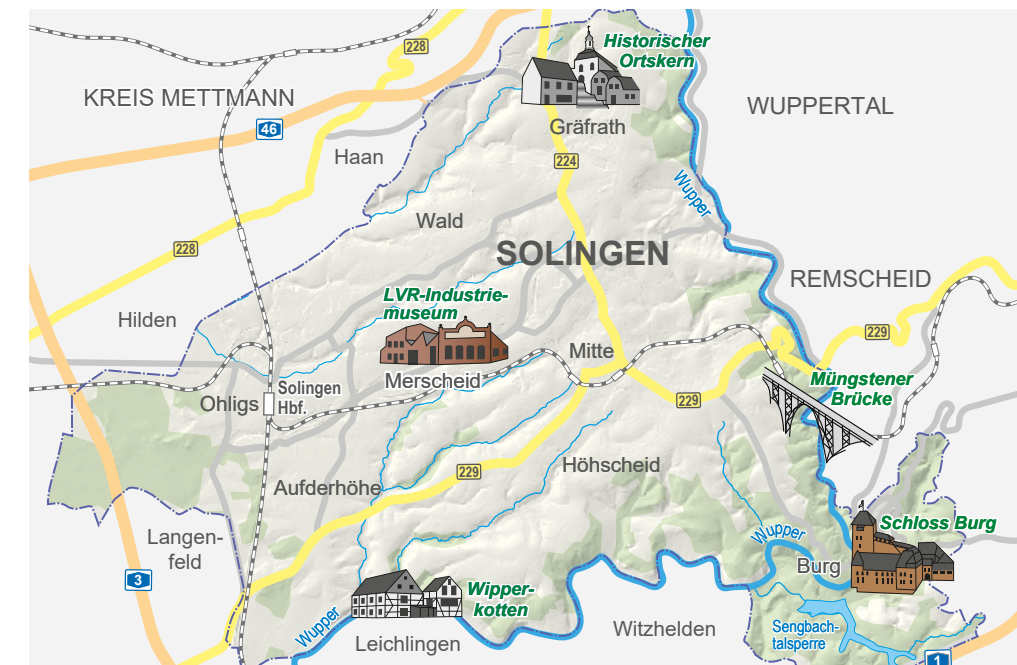 Historischer
Ortskern
228
KREIS METTMANN
WUPPERTAL
46
Gräfrath
Haan
224
Wupper
Wald
SOLINGEN
228
REMSCHEID
LVR-Industrie-
museum
Hilden
229
Mitte
Merscheid
Müngstener
Brücke
Solingen
Hbf.
Ohligs
229
Höhscheid
229
Aufderhöhe
Schloss Burg
Langen-
feld
Wupper
Burg
3
Wipper-
kotten
Wupper
Leichlingen
Witzhelden
Sengbach-
talsperre
1